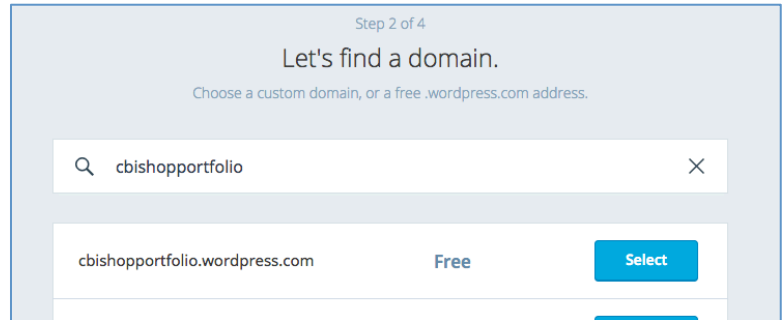 Step 2 of 4
Let's find a domain.
Choose a custom domain, or a free .wordpress.com address.
cbishopportfolio
cbishopportfolio.wordpress.com Free Select